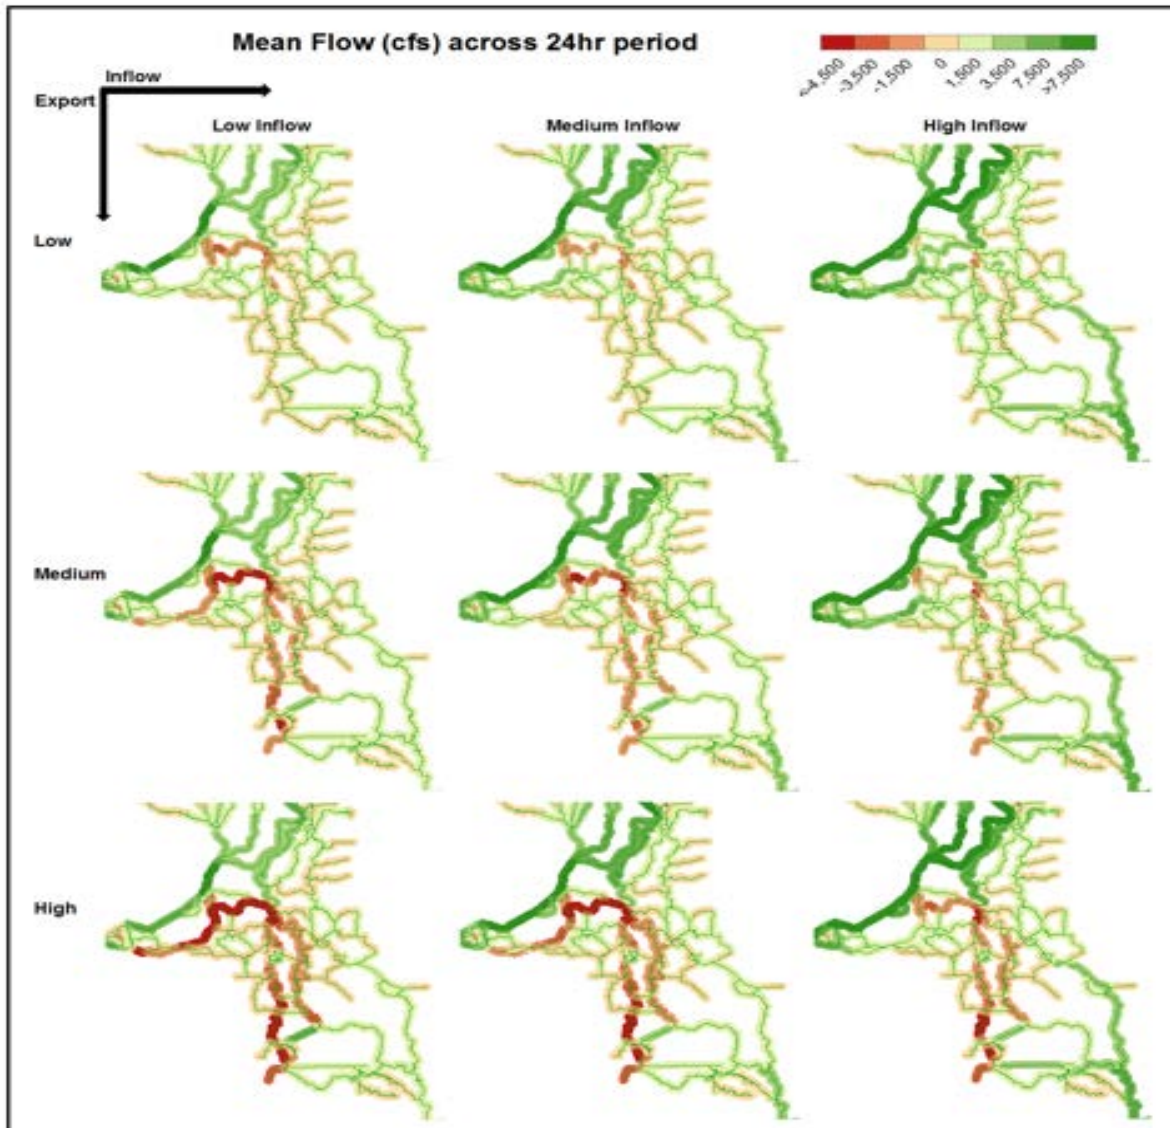 Mean Flow (cfs) across 24hr period
<-4,500 -3,500 -1,500 0 1,500 3,500 7,500 >7,500
Inflow
Export
Low Inflow Medium Inflow High Inflow
Low
Medium
High